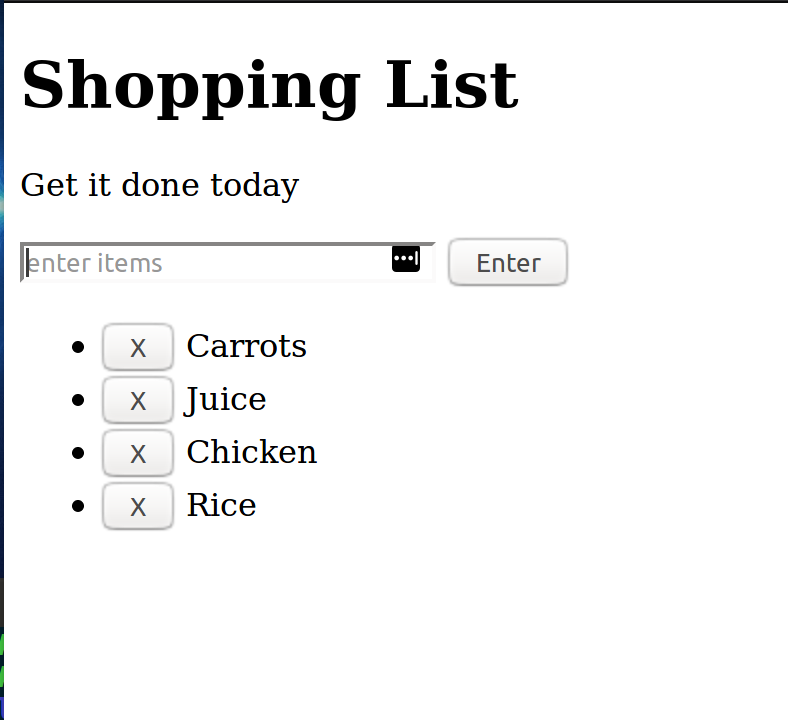 Shopping List
Get it done today
enter items Enter
X Carrots
X Juice
X Chicken
X Rice